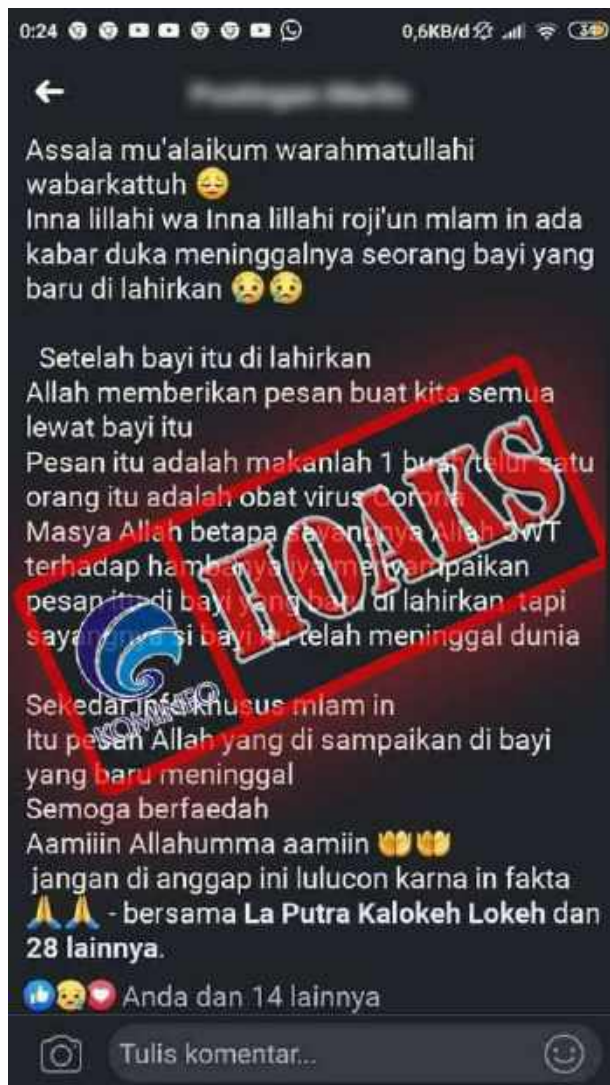 0:24
0,6KB/d
Assala mu'alaikum warahmatullahi
wabarkattuh 😔
Inna lillahi wa Inna lillahi roji'un mlam in ada
kabar duka meninggalnya seorang bayi yang
baru di lahirkan 😥😥
Setelah bayi itu di lahirkan
Allah memberikan pesan buat kita semua
lewat bayi itu
Pesan itu adalah makanlah 1 buah telur satu
orang itu adalah obat virus Corona
Masya Allah betapa sayangnya Allah SWT
terhadap hambanya iya menyampaikan
pesan itu di bayi yang baru di lahirkan tapi
sayangnya si bayi itu telah meninggal dunia
HOAKS
KOMINFO
Sekedar info khusus mlam in
Itu pesan Allah yang di sampaikan di bayi
yang baru meninggal
Semoga berfaedah
Aamiiin Allahumma aamiin 🤲🤲
jangan di anggap ini lulucon karna in fakta
🙏🙏 - bersama La Putra Kalokeh Lokeh dan
28 lainnya.
Anda dan 14 lainnya
Tulis komentar...